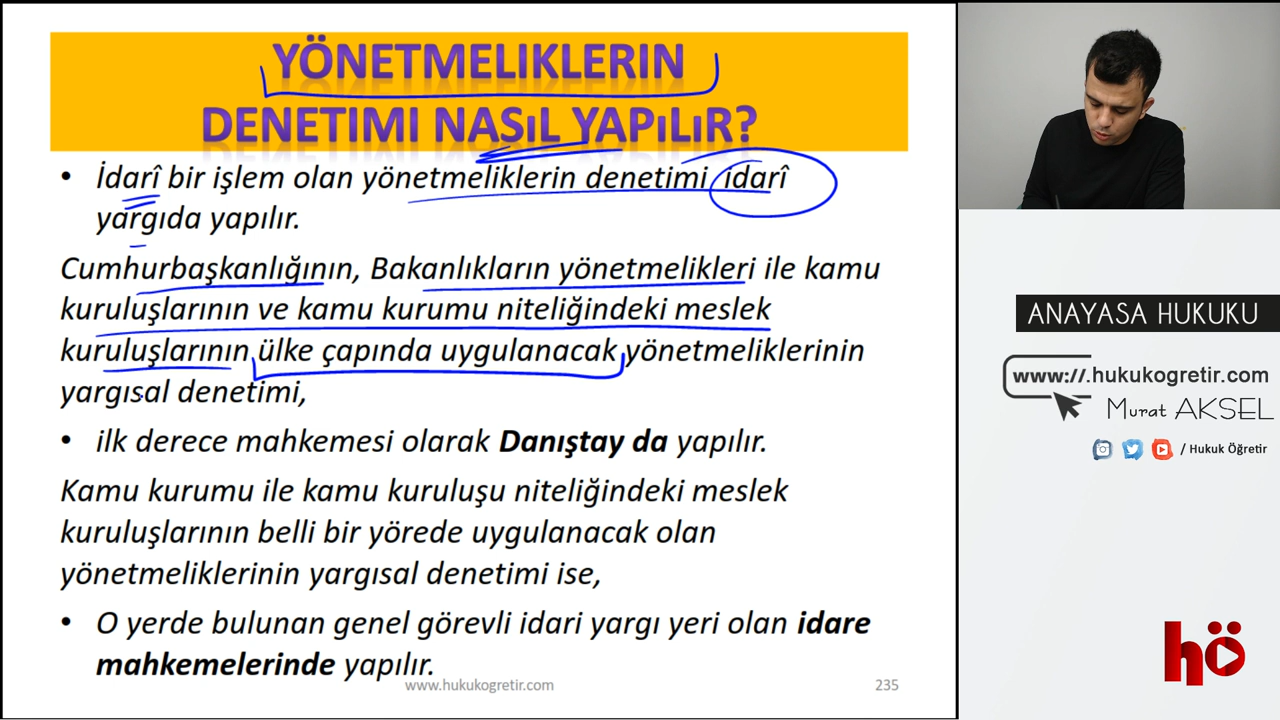 YÖNETMELIKLERIN
DENETIMI NASıL YAPıLıR?
• İdarî bir işlem olan yönetmeliklerin denetimi idarî
yargıda yapılır.
Cumhurbaşkanlığının, Bakanlıkların yönetmelikleri ile kamu
kuruluşlarının ve kamu kurumu niteliğindeki meslek
kuruluşlarının ülke çapında uygulanacak yönetmeliklerinin
yargısal denetimi,
• ilk derece mahkemesi olarak Danıştay da yapılır.
Kamu kurumu ile kamu kuruluşu niteliğindeki meslek
kuruluşlarının belli bir yörede uygulanacak olan
yönetmeliklerinin yargısal denetimi ise,
• O yerde bulunan genel görevli idari yargı yeri olan idare
mahkemelerinde yapılır.
www.hukukogretir.com
235
ANAYASA HUKUKU
www://.hukukogretir.com
Murat AKSEL
/ Hukuk Öğretir
hö